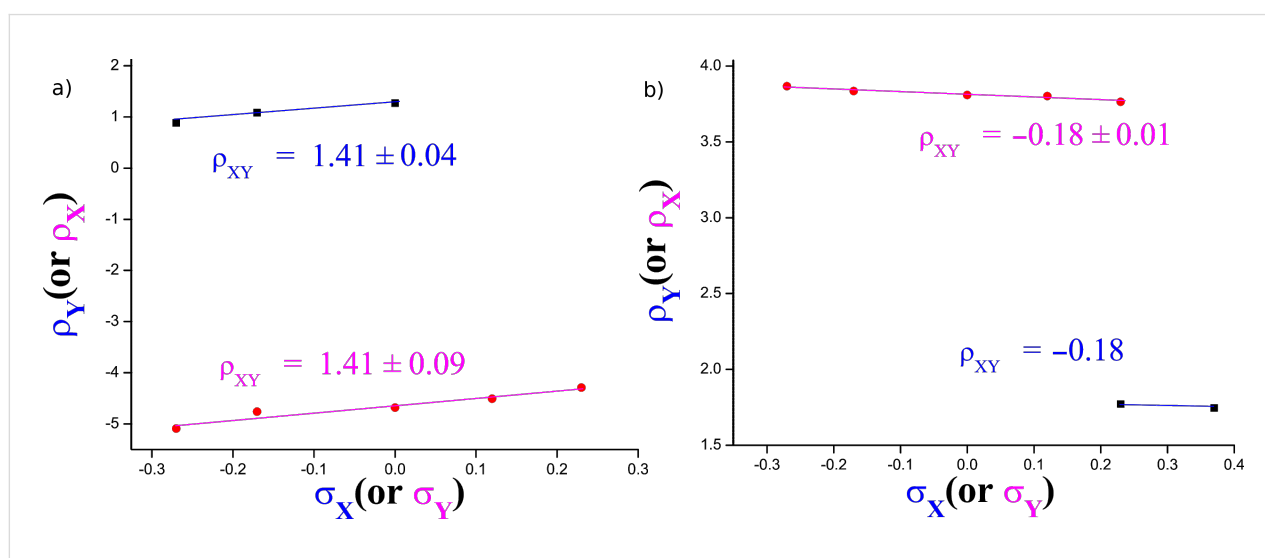 a)
2
1
0
-1
-2
-3
-4
-5
-0.3 -0.2 -0.1 0.0 0.1 0.2 0.3
ρXY = 1.41 ± 0.04
ρXY = 1.41 ± 0.09
ρY(or ρX)
σX(or σY)
b)
4.0
3.5
3.0
2.5
2.0
1.5
-0.3 -0.2 -0.1 0.0 0.1 0.2 0.3 0.4
ρXY = –0.18 ± 0.01
ρXY = –0.18
ρY(or ρX)
σX(or σY)